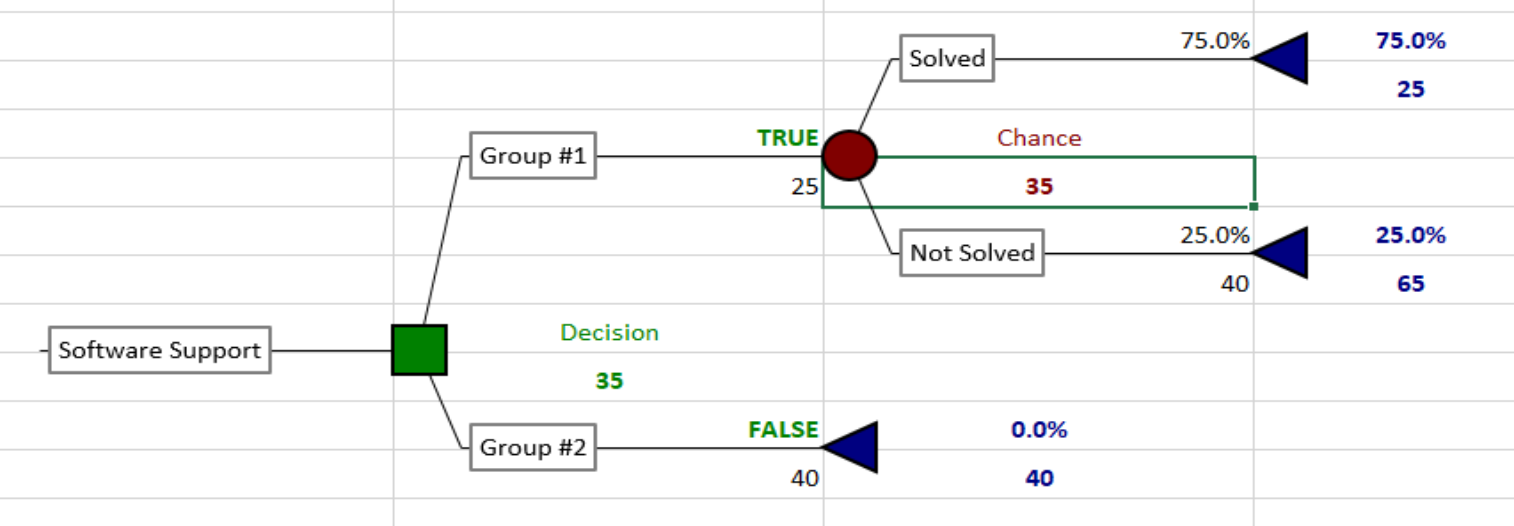 75.0% 75.0%
Solved
25
TRUE Chance
Group #1
25 35
25.0% 25.0%
Not Solved
40 65
Decision
Software Support
35
FALSE 0.0%
Group #2
40 40